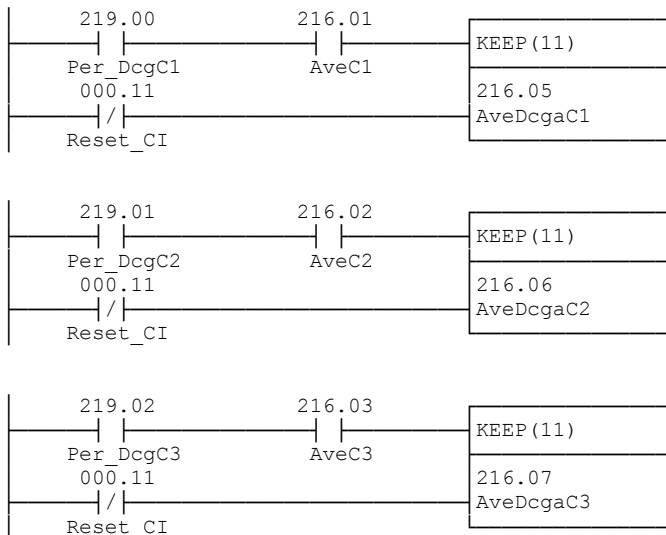 219.00 216.01
KEEP(11)
Per_DcgC1 AveC1
000.11 216.05
/ AveDcgaC1
Reset_CI
219.01 216.02
KEEP(11)
Per_DcgC2 AveC2
000.11 216.06
/ AveDcgaC2
Reset_CI
219.02 216.03
KEEP(11)
Per_DcgC3 AveC3
000.11 216.07
/ AveDcgaC3
Reset_CI